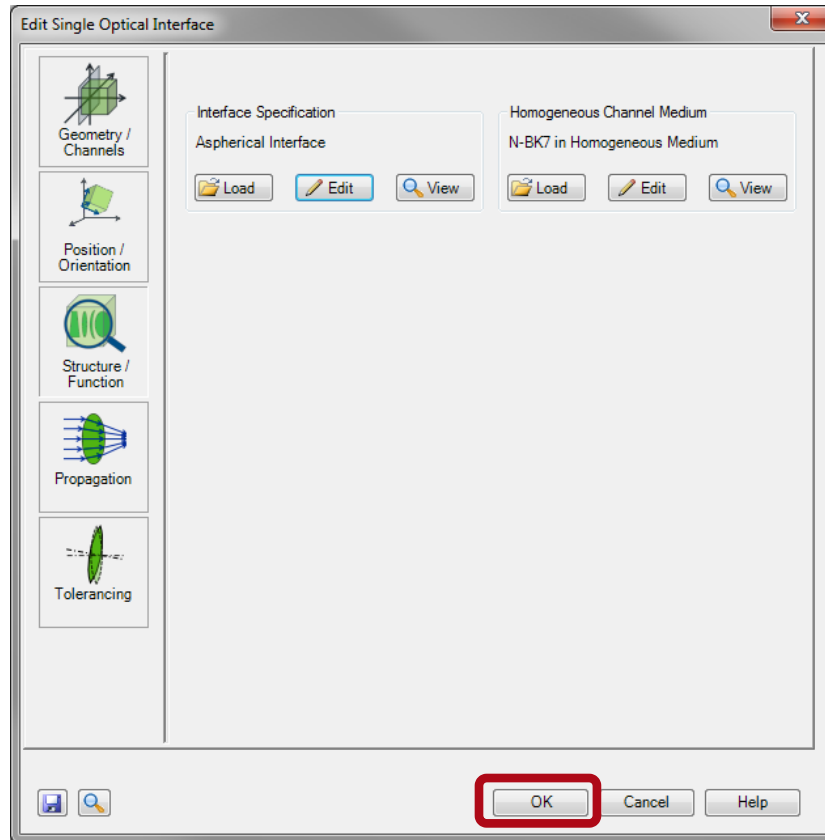 Edit Single Optical Interface
Geometry /
Channels
Position /
Orientation
Structure /
Function
Propagation
Tolerancing
Interface Specification
Aspherical Interface
Load Edit View
Homogeneous Channel Medium
N-BK7 in Homogeneous Medium
Load Edit View
OK Cancel Help